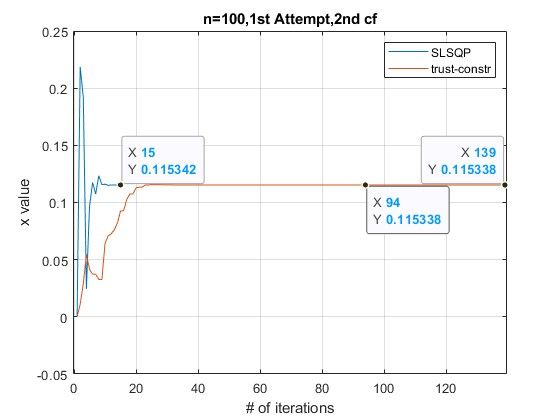 n=100,1st Attempt,2nd cf
0.25
0.2
0.15
0.1
0.05
0
-0.05
x value
SLSQP
trust-constr
X 15
Y 0.115342
X 139
Y 0.115338
X 94
Y 0.115338
0 20 40 60 80 100 120
# of iterations